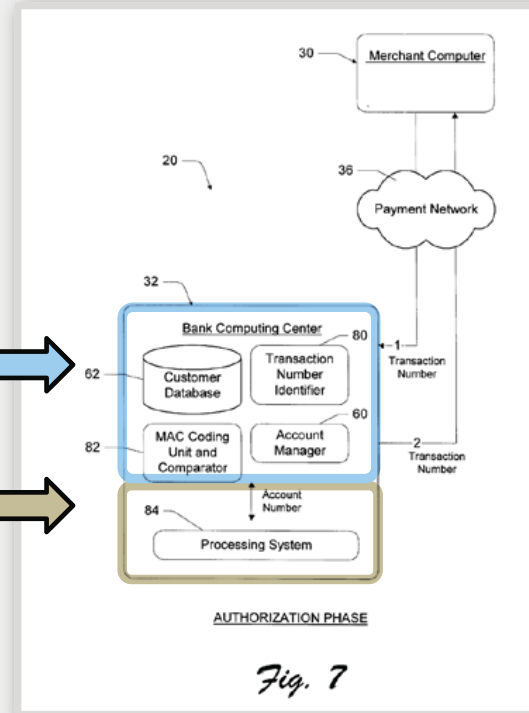 30
Merchant Computer
20
36
Payment Network
32
Bank Computing Center
80
1
Transaction
Number
62
Customer
Database
Transaction
Number
Identifier
60
82
MAC Coding
Unit and
Comparator
Account
Manager
2
Transaction
Number
Account
Number
84
Processing System
AUTHORIZATION PHASE
Fig. 7